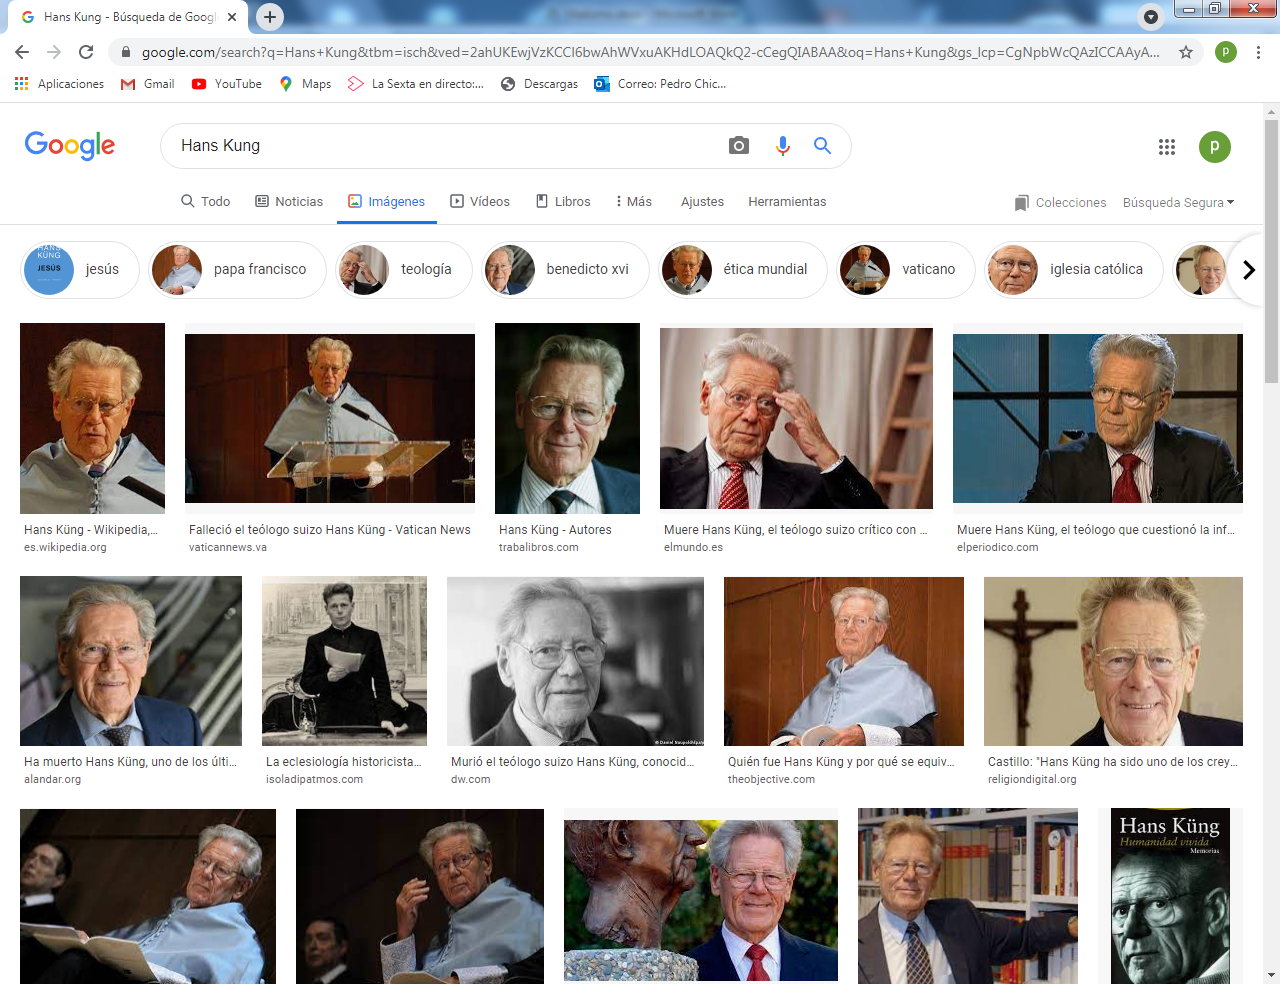 Hans Kung - Búsqueda de Googl
google.com/search?q=Hans+Kung&tbm=isch&ved=2ahUKEwjVzKCCl6bwAhWVxuAKHdLOAQkQ2-cCegQIABAA&oq=Hans+Kung&gs_lcp=CgNpbWcQAzICCAAyA...
p
Aplicaciones
Gmail
YouTube
Maps
La Sexta en directo:...
Descargas
Correo: Pedro Chic...
Google
Hans Kung
p
Todo
Noticias
Imágenes
Vídeos
Libros
Más
Ajustes
Herramientas
Colecciones
Búsqueda Segura
HANS
KÜNG
JESÚS
jesús
papa francisco
teología
benedicto xvi
ética mundial
vaticano
iglesia católica
Hans Küng - Wikipedia,...
es.wikipedia.org
Falleció el teólogo suizo Hans Küng - Vatican News
vaticannews.va
Hans Küng - Autores
trabalibros.com
Muere Hans Küng, el teólogo suizo crítico con ...
elmundo.es
Muere Hans Küng, el teólogo que cuestionó la inf...
elperiodico.com
Ha muerto Hans Küng, uno de los últi...
alandar.org
La eclesiología historicista...
isoladipatmos.com
Murió el teólogo suizo Hans Küng, conocid...
dw.com
Quién fue Hans Küng y por qué se equiv...
theobjective.com
Castillo: "Hans Küng ha sido uno de los crey...
religiondigital.org
Hans Küng
Humanidad vivida
Memorias